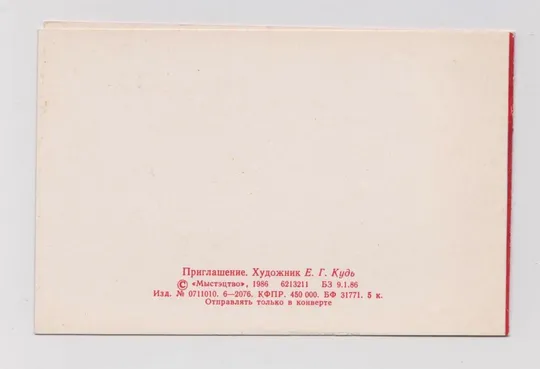 Приглашение. Художник Е. Г. Кудь
© «Мыстэцтво», 1986 6213211 БЗ 9.1.86
Изд. № 0711010. 6—2076. КФПР. 450 000. БФ 31771. 5 к.
Отправлять только в конверте